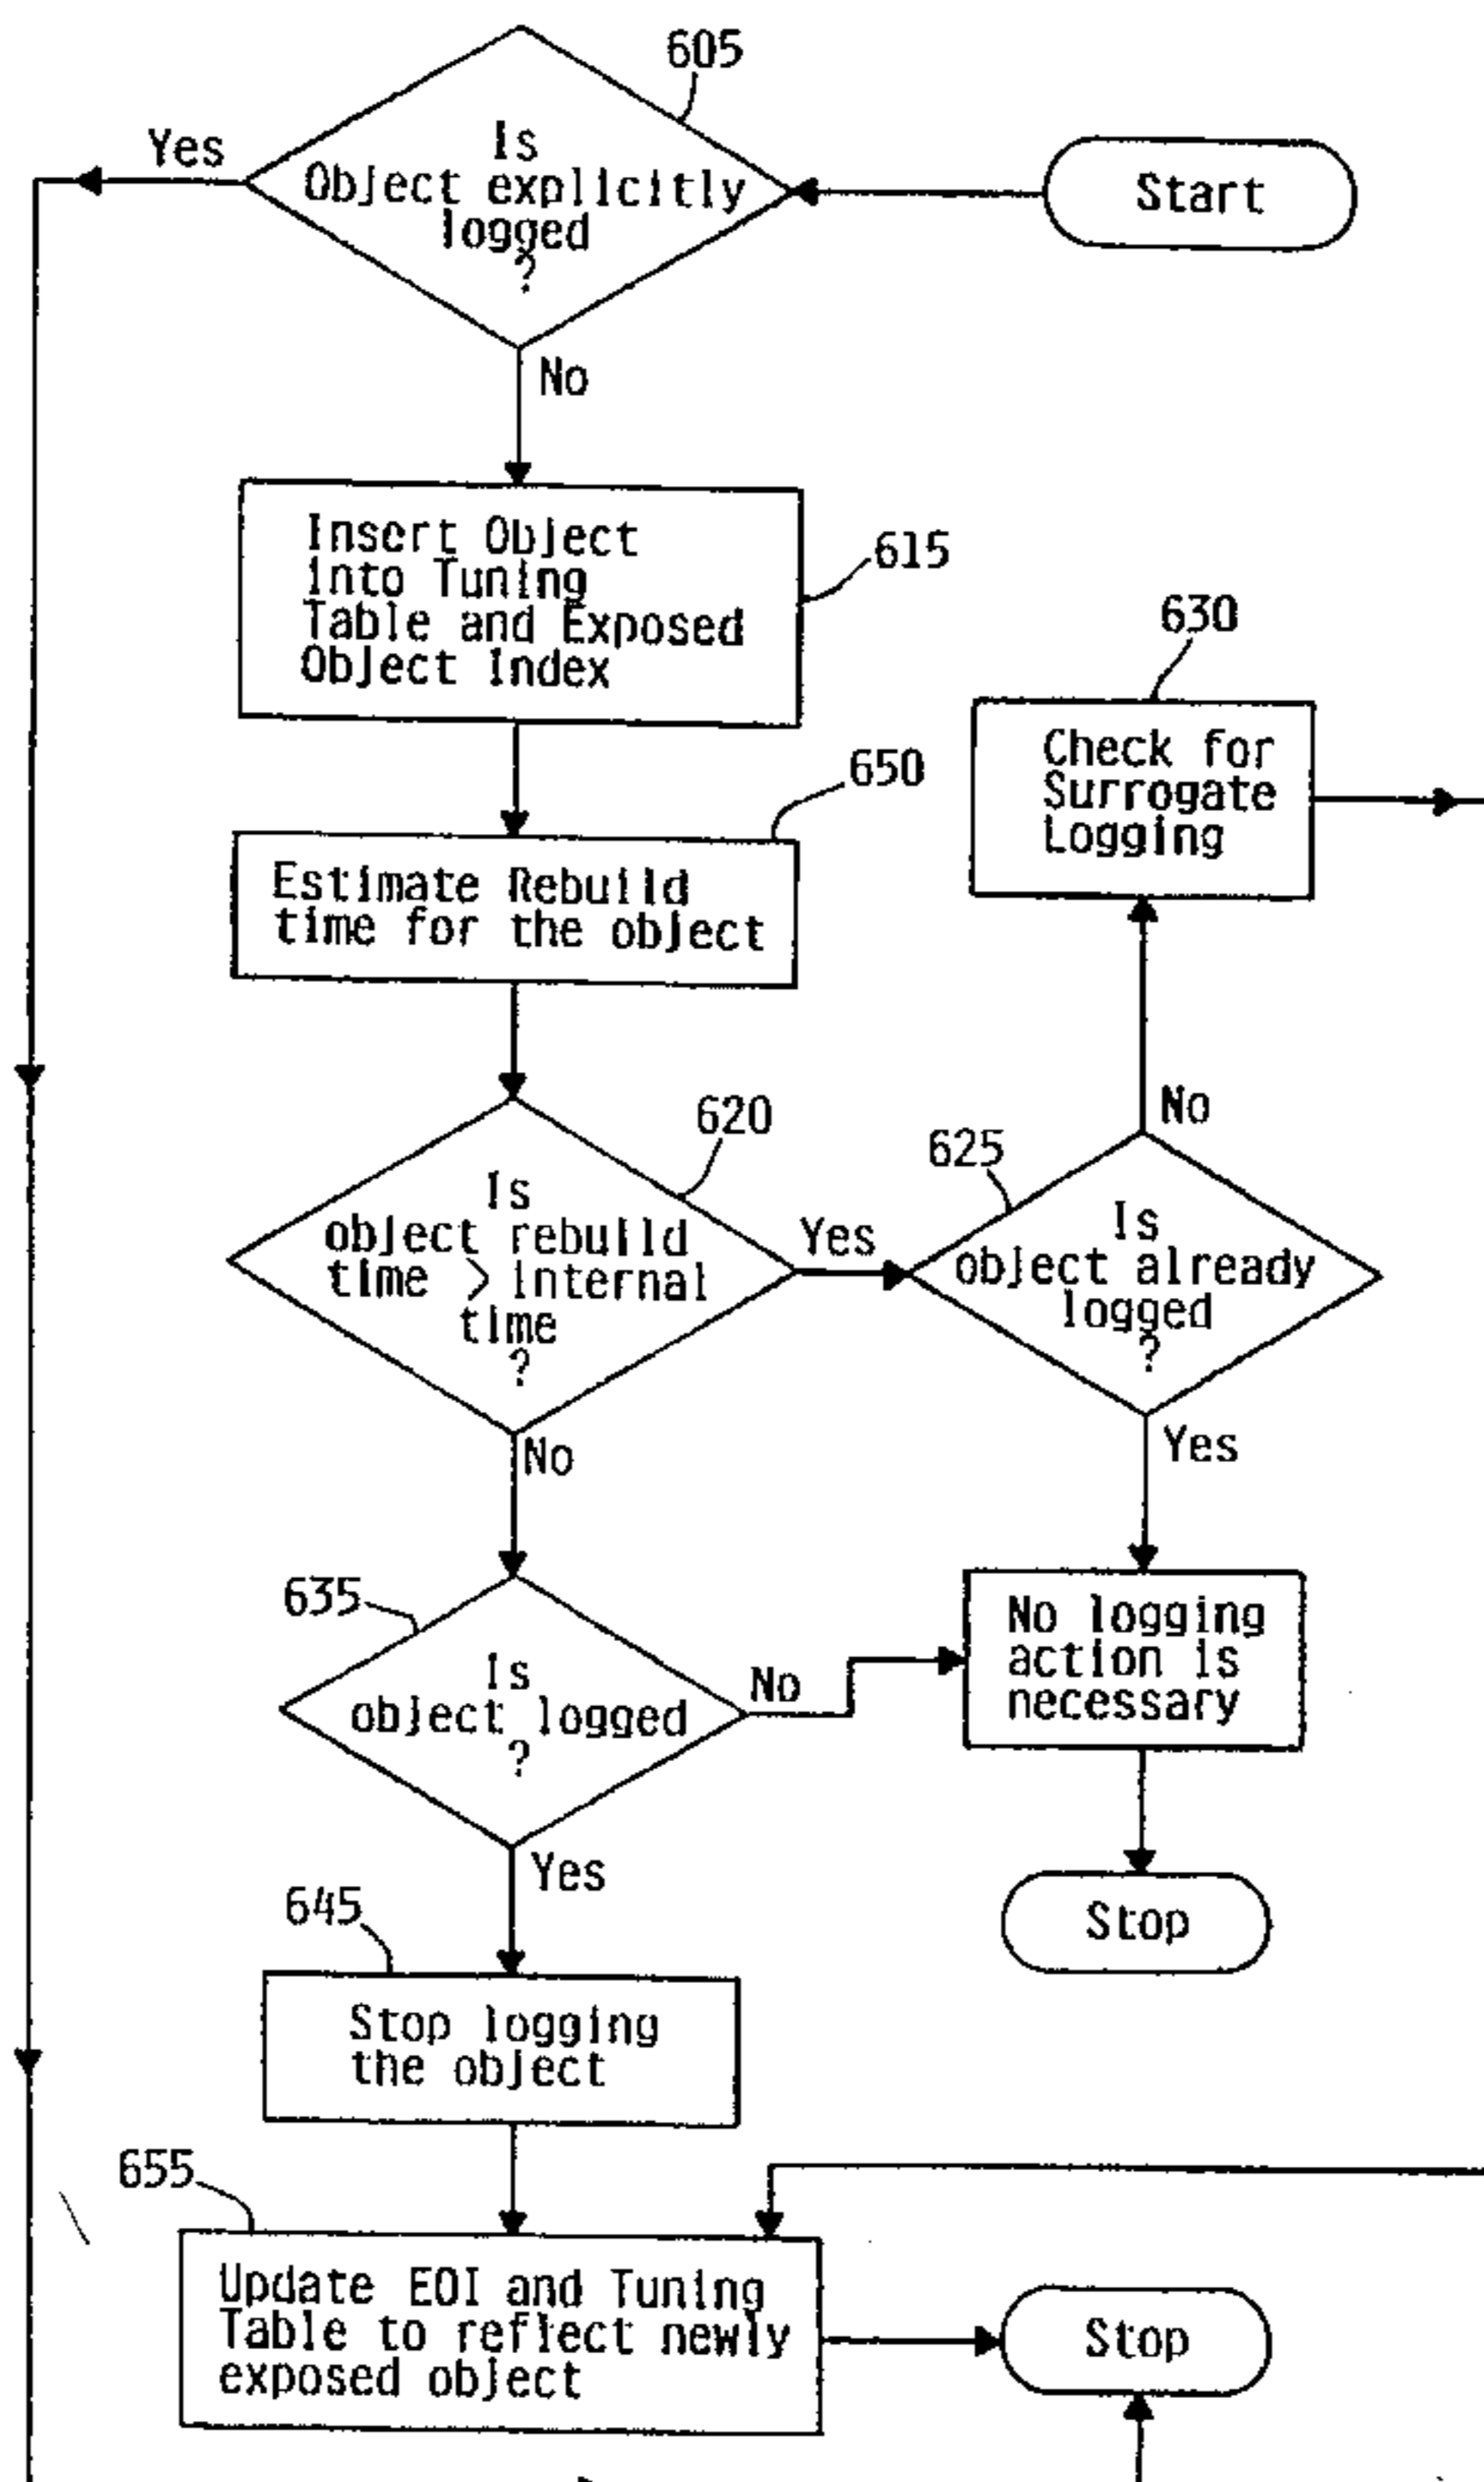 605
Yes
Is
Object explicitly
logged
?
Start
No
Insert Object
into Tuning
Table and Exposed
Object Index
615
630
650
Check for
Surrogate
Logging
Estimate Rebuild
time for the object
620
No
625
Is
object rebuild
time > internal
time
?
Yes
Is
object already
logged
?
No
Yes
635
Is
object logged
?
No
No logging
action is
necessary
Yes
Stop
645
Stop logging
the object
655
Update EOI and Tuning
Table to reflect newly
exposed object
Stop